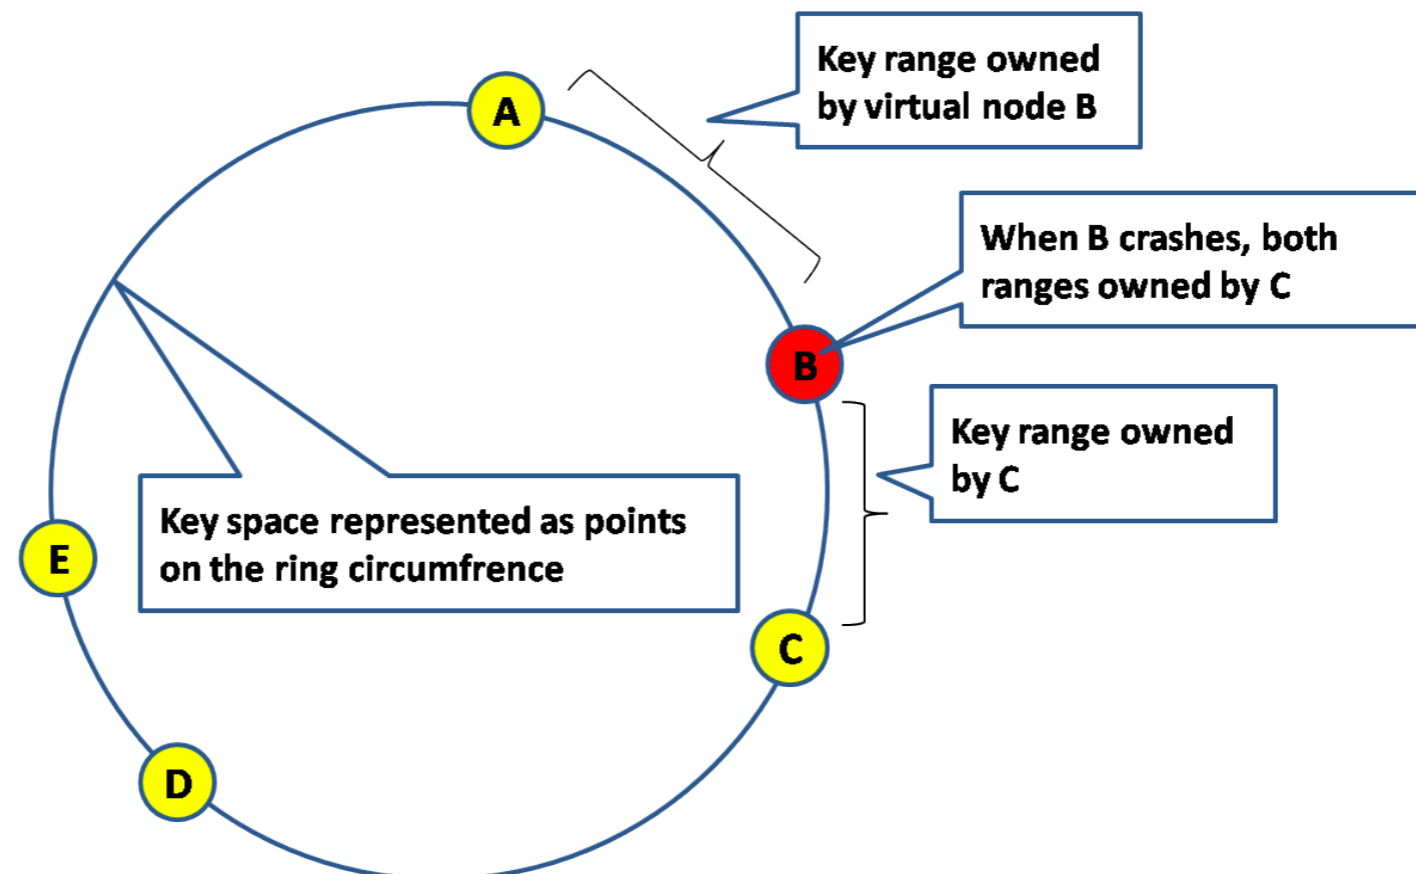 A
Key range owned
by virtual node B
When B crashes, both
ranges owned by C
B
Key range owned
by C
Key space represented as points
on the ring circumfrence
E
C
D